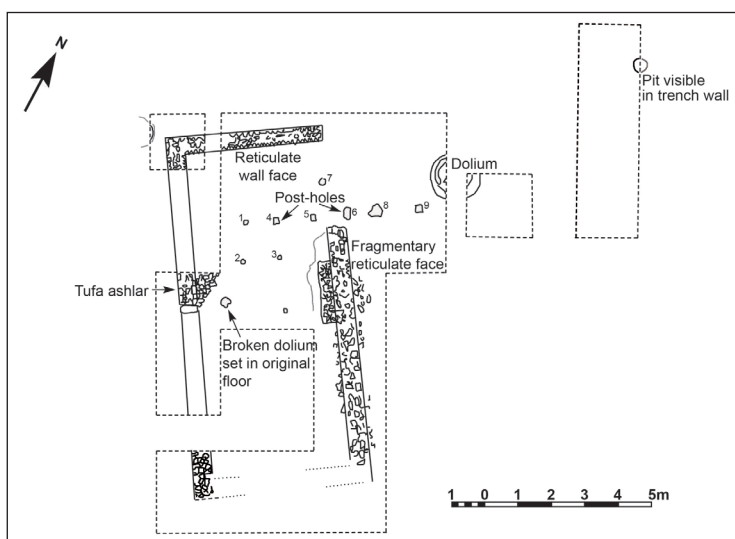 N
Pit visible
in trench wall
Reticulate
wall face
Dolium
7
Post-holes
1
4
5
6
8
9
Fragmentary
reticulate face
2
3
Tufa ashlar
Broken dolium
set in original
floor
1 0 1 2 3 4 5m